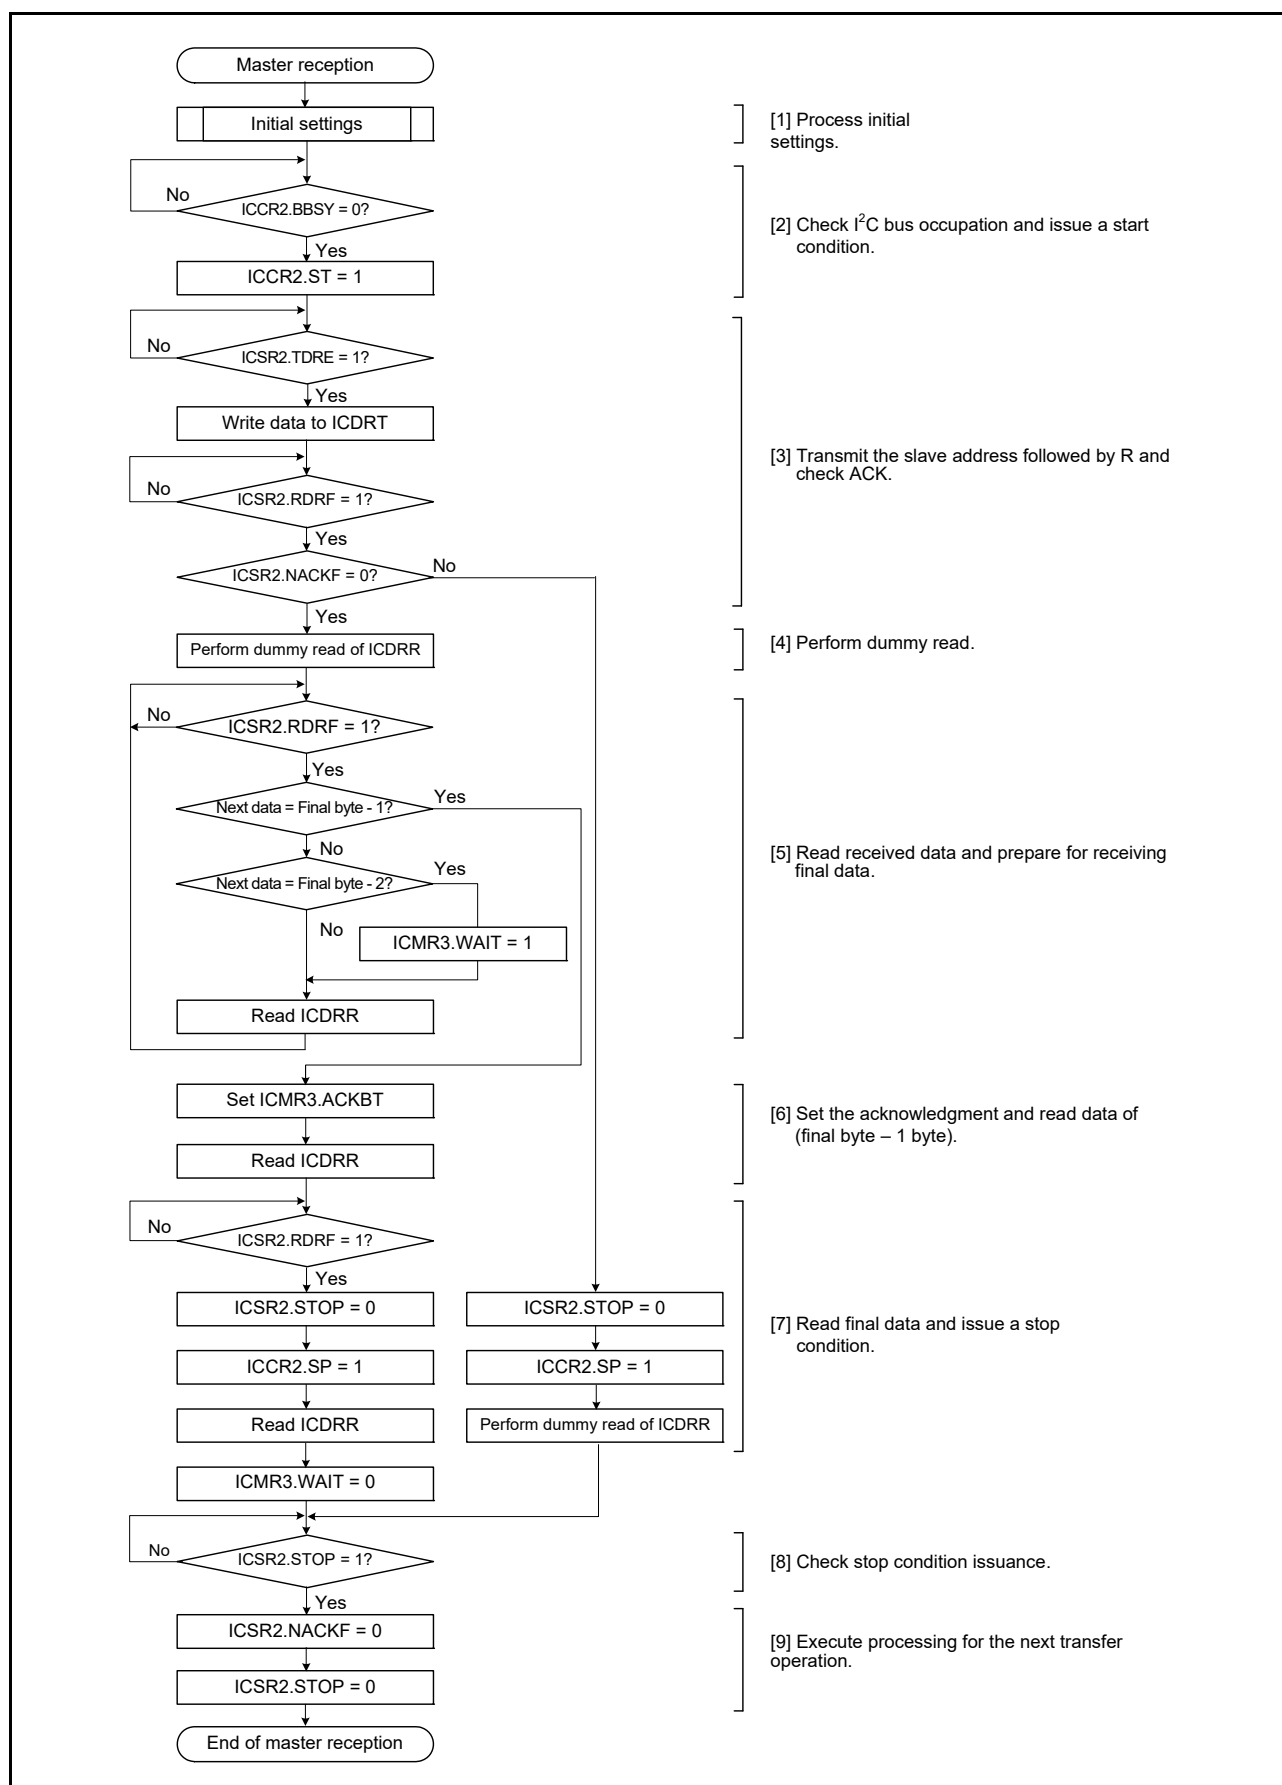 Master reception
Initial settings
[1] Process initial
settings.
No
ICCR2.BBSY = 0?
Yes
ICCR2.ST = 1
[2] Check I²C bus occupation and issue a start
condition.
No
ICSR2.TDRE = 1?
Yes
Write data to ICDRT
No
ICSR2.RDRF = 1?
Yes
ICSR2.NACKF = 0?
No
Yes
[3] Transmit the slave address followed by R and
check ACK.
Perform dummy read of ICDRR
[4] Perform dummy read.
No
ICSR2.RDRF = 1?
Yes
Next data = Final byte - 1?
Yes
No
Next data = Final byte - 2?
Yes
No
ICMR3.WAIT = 1
Read ICDRR
[5] Read received data and prepare for receiving
final data.
Set ICMR3.ACKBT
Read ICDRR
[6] Set the acknowledgment and read data of
(final byte – 1 byte).
No
ICSR2.RDRF = 1?
Yes
ICSR2.STOP = 0
ICSR2.STOP = 0
ICCR2.SP = 1
ICCR2.SP = 1
Read ICDRR
Perform dummy read of ICDRR
[7] Read final data and issue a stop
condition.
ICMR3.WAIT = 0
No
ICSR2.STOP = 1?
Yes
[8] Check stop condition issuance.
ICSR2.NACKF = 0
ICSR2.STOP = 0
[9] Execute processing for the next transfer
operation.
End of master reception